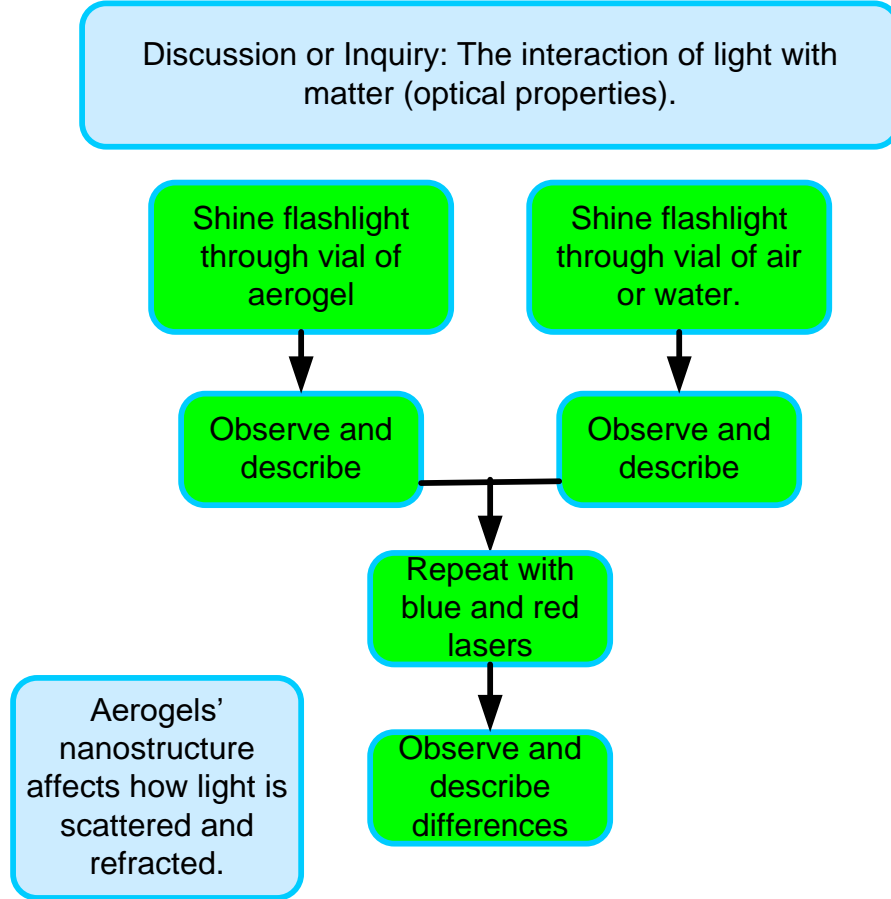 Discussion or Inquiry: The interaction of light with
matter (optical properties).
Shine flashlight
through vial of
aerogel
Shine flashlight
through vial of air
or water.
Observe and
describe
Observe and
describe
Repeat with
blue and red
lasers
Aerogels’
nanostructure
affects how light is
scattered and
refracted.
Observe and
describe
differences